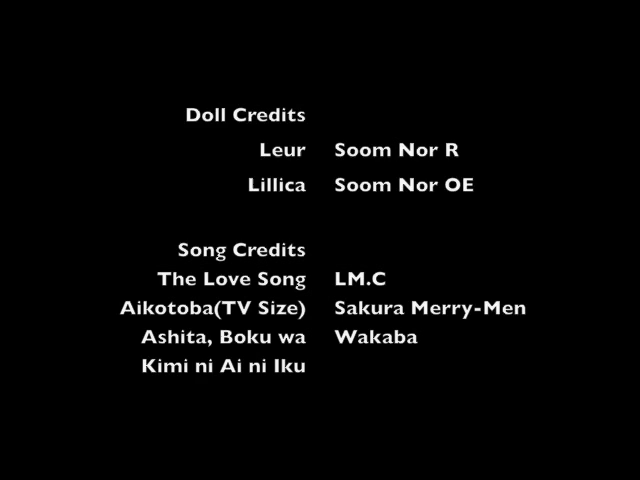 Doll Credits
Leur Soom Nor R
Lillica Soom Nor OE
Song Credits
The Love Song LM.C
Aikotoba(TV Size) Sakura Merry-Men
Ashita, Boku wa Wakaba
Kimi ni Ai ni Iku